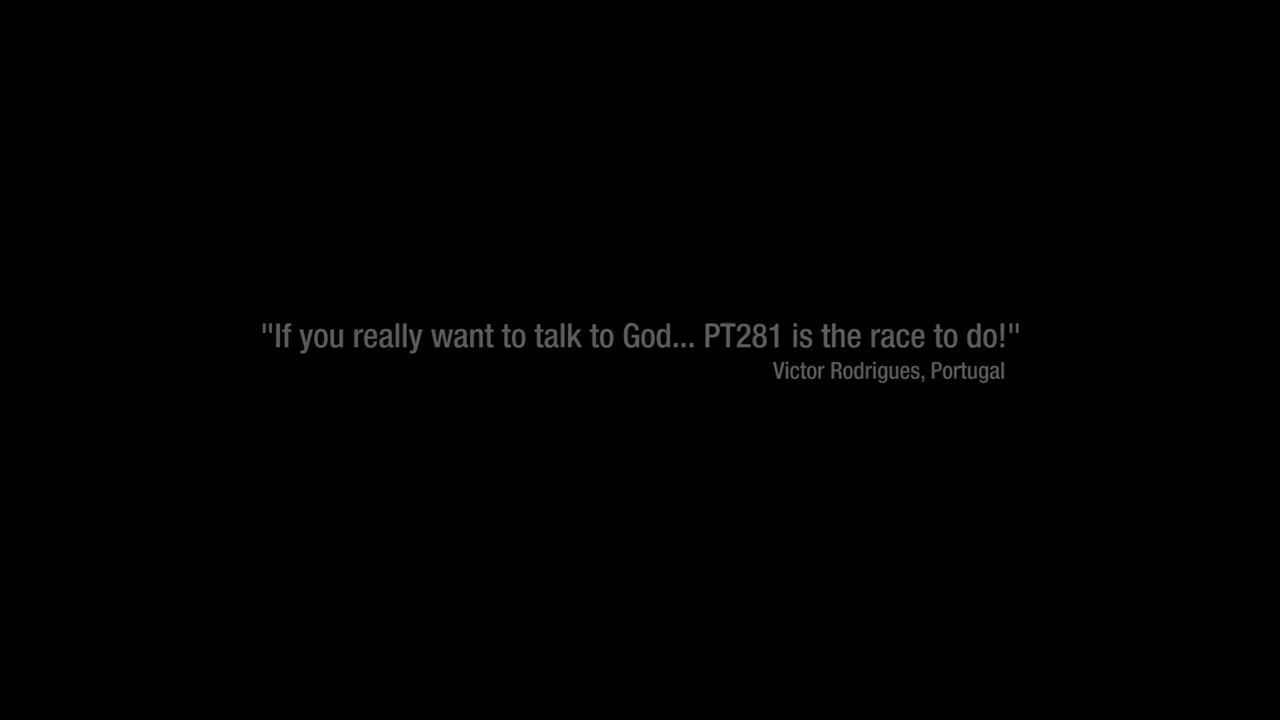 "If you really want to talk to God... PT281 is the race to do!"
Victor Rodrigues, Portugal